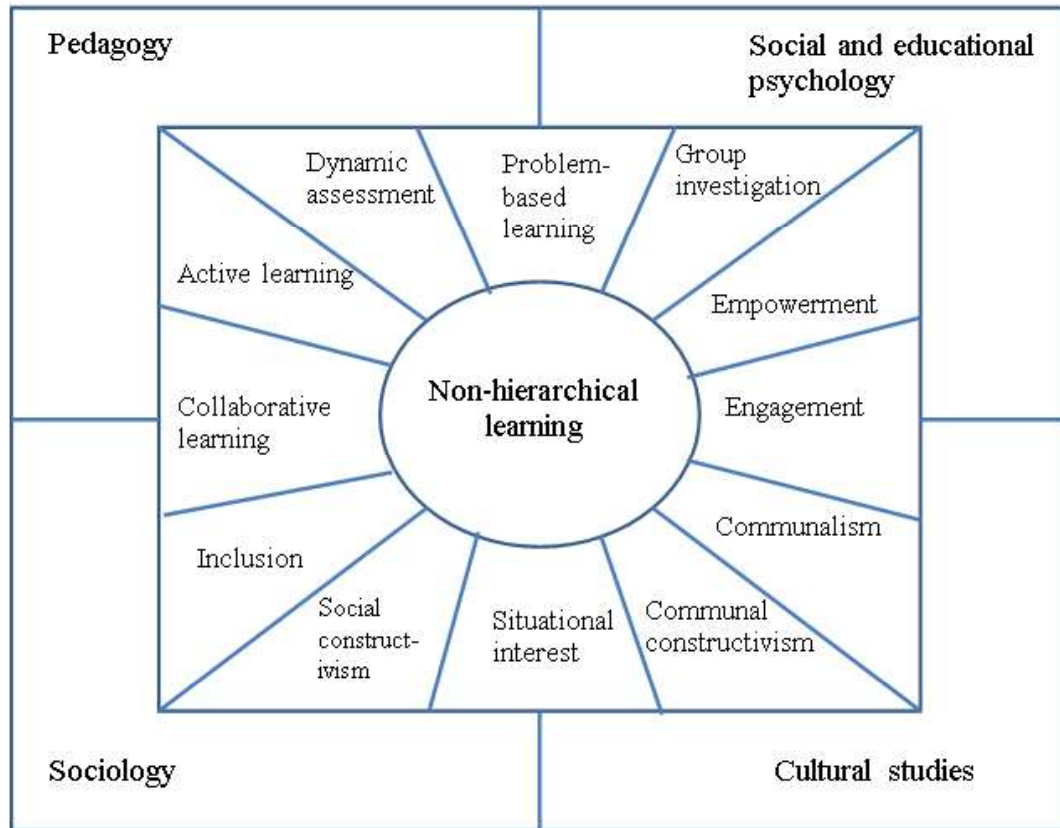 Pedagogy
Social and educational
psychology
Dynamic
assessment
Problem-
based
learning
Group
investigation
Active learning
Empowerment
Non-hierarchical
learning
Collaborative
learning
Engagement
Inclusion
Communalism
Social
construct-
ivism
Situational
interest
Communal
constructivism
Sociology
Cultural studies